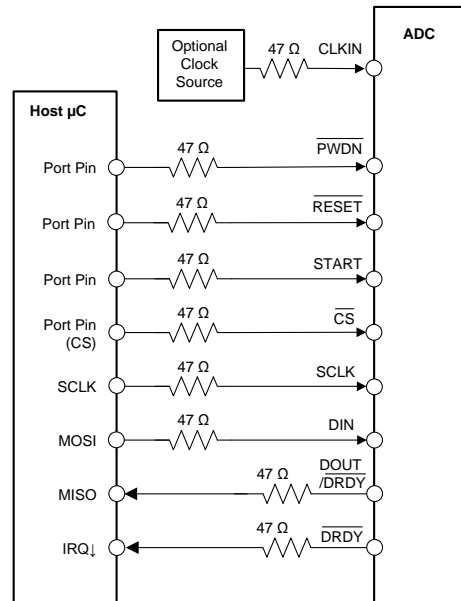 ADC
Optional
Clock
Source
47 Ω
CLKIN
Host µC
Port Pin
47 Ω
PWDN
Port Pin
47 Ω
RESET
Port Pin
47 Ω
START
Port Pin
(CS)
47 Ω
CS
SCLK
47 Ω
SCLK
MOSI
47 Ω
DIN
MISO
47 Ω
DOUT
/DRDY
IRQ↓
47 Ω
DRDY